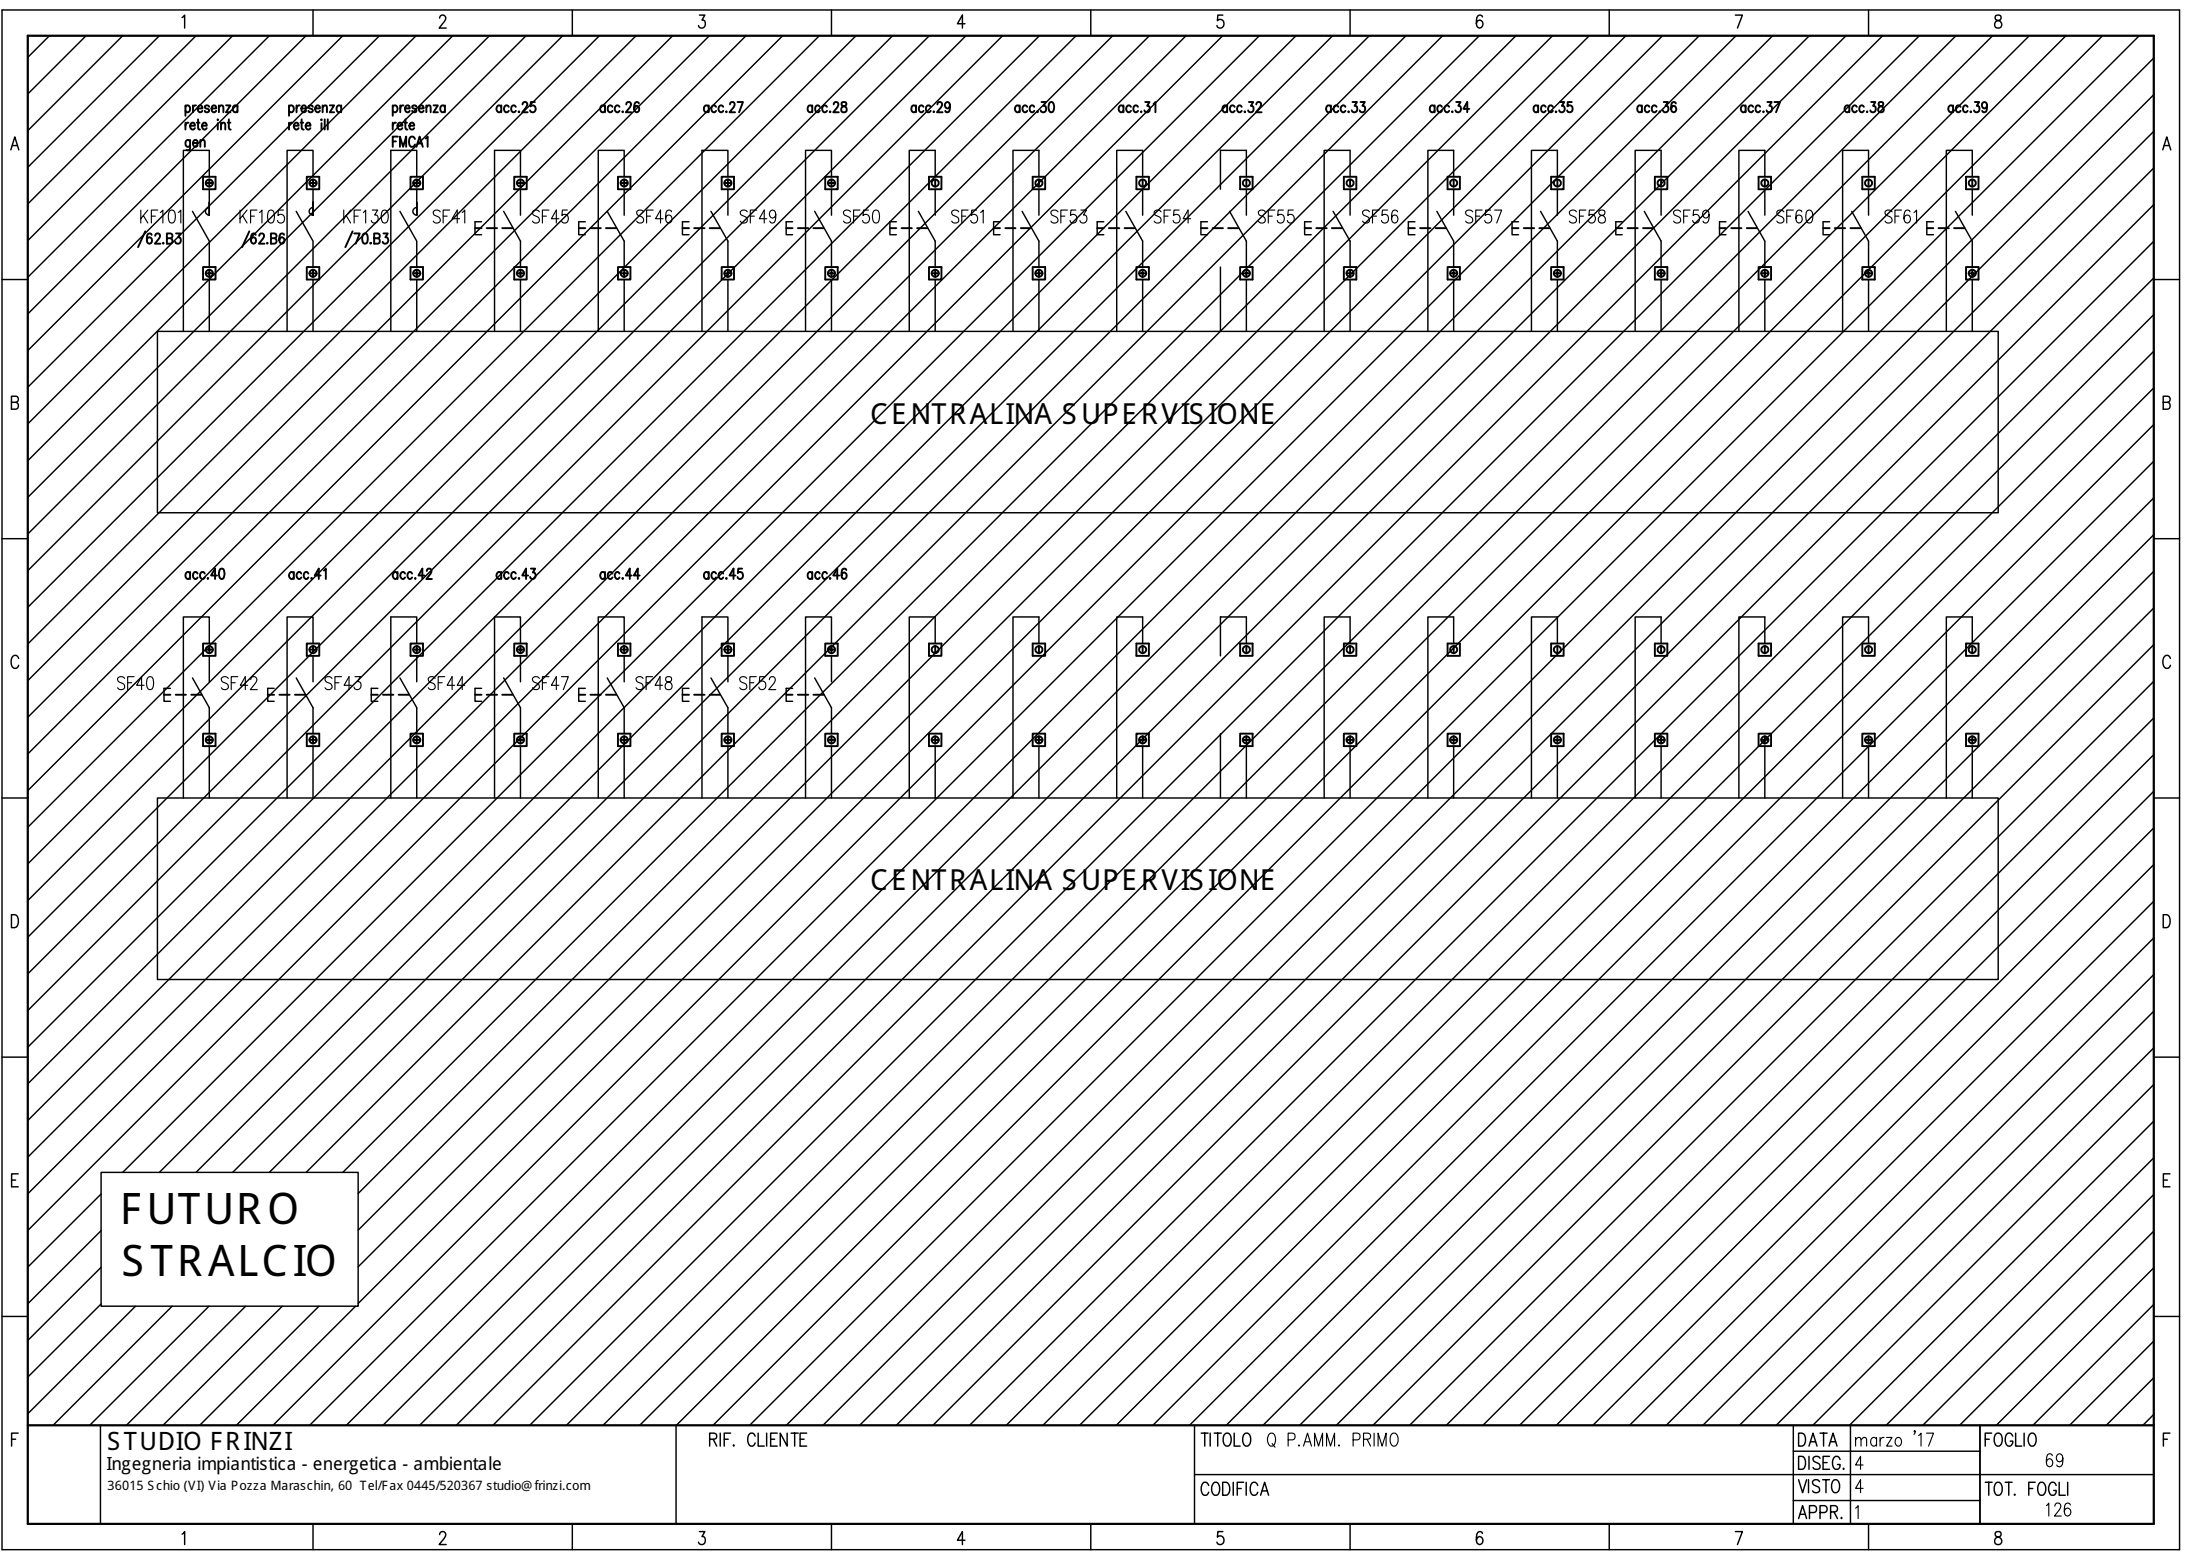 1 2 3 4 5 6 7 8
A A
presenza rete int gen
presenza rete ill
presenza rete FMCA1
acc.25 acc.26 acc.27 acc.28 acc.29 acc.30 acc.31 acc.32 acc.33 acc.34 acc.35 acc.36 acc.37 acc.38 acc.39
KF101 KF105 KF130 SF41 SF45 SF46 SF49 SF50 SF51 SF53 SF54 SF55 SF56 SF57 SF58 SF59 SF60 SF61
/62.B3 /62.B6 /70.B3 E E E E E E E E E E E E E E E
B B
CENTRALINA SUPERVISIONE
acc.40 acc.41 acc.42 acc.43 acc.44 acc.45 acc.46
C C
SF40 SF42 SF43 SF44 SF47 SF48 SF52
E E E E E E E
CENTRALINA SUPERVISIONE
D D
E E
FUTURO
STRALCIO
F F
STUDIO FRINZI
Ingegneria impiantistica - energetica - ambientale
36015 Schio (VI) Via Pozza Maraschin, 60 Tel/Fax 0445/520367 studio@frinzi.com
RIF. CLIENTE
TITOLO Q P.AMM. PRIMO
CODIFICA
DATA marzo '17
DISEG. 4
VISTO 4
APPR. 1
FOGLIO
69
TOT. FOGLI
126
1 2 3 4 5 6 7 8